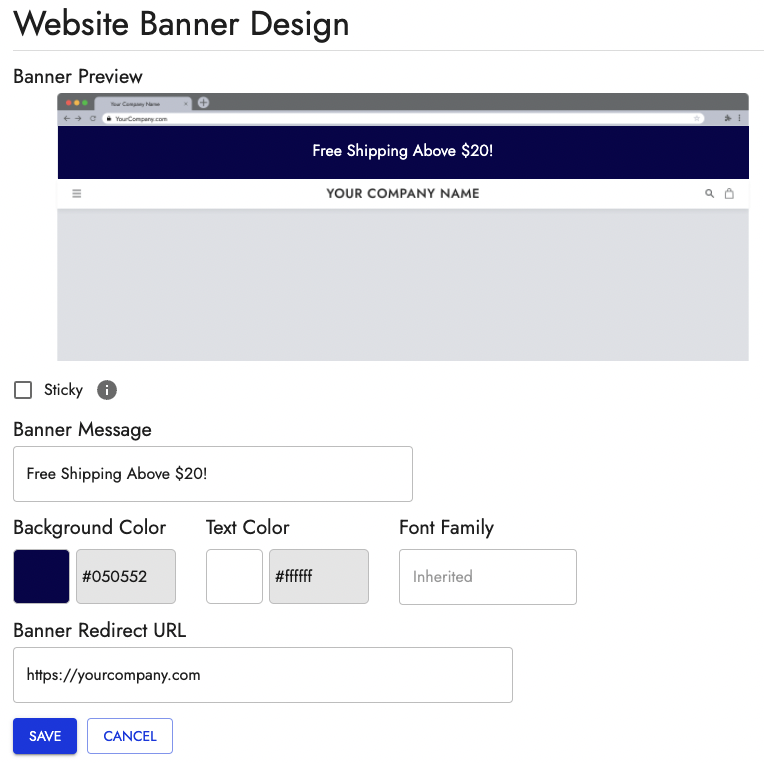 Website Banner Design
Banner Preview
Your Company Name
YourCompany.com
Free Shipping Above $20!
YOUR COMPANY NAME
Sticky
Banner Message
Free Shipping Above $20!
Background Color Text Color Font Family
#050552 #ffffff Inherited
Banner Redirect URL
https://yourcompany.com
SAVE CANCEL